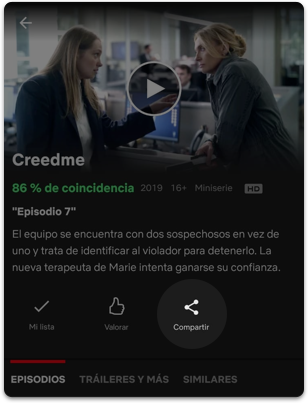 Creedme
86 % de coincidencia 2019 16+ Miniserie HD
"Episodio 7"
El equipo se encuentra con dos sospechosos en vez de
uno y trata de identificar al violador para detenerlo. La
nueva terapeuta de Marie intenta ganarse su confianza.
Mi lista Valorar Compartir
EPISODIOS TRÁILERES Y MÁS SIMILARES